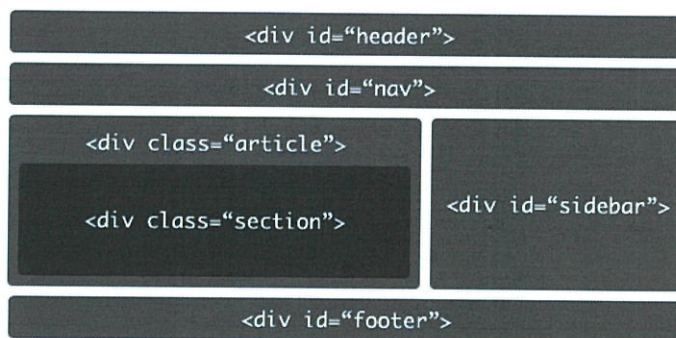 <div id=“header”>
<div id=“nav”>
<div class=“article”>
<div class=“section”>
<div id=“sidebar”>
<div id=“footer”>